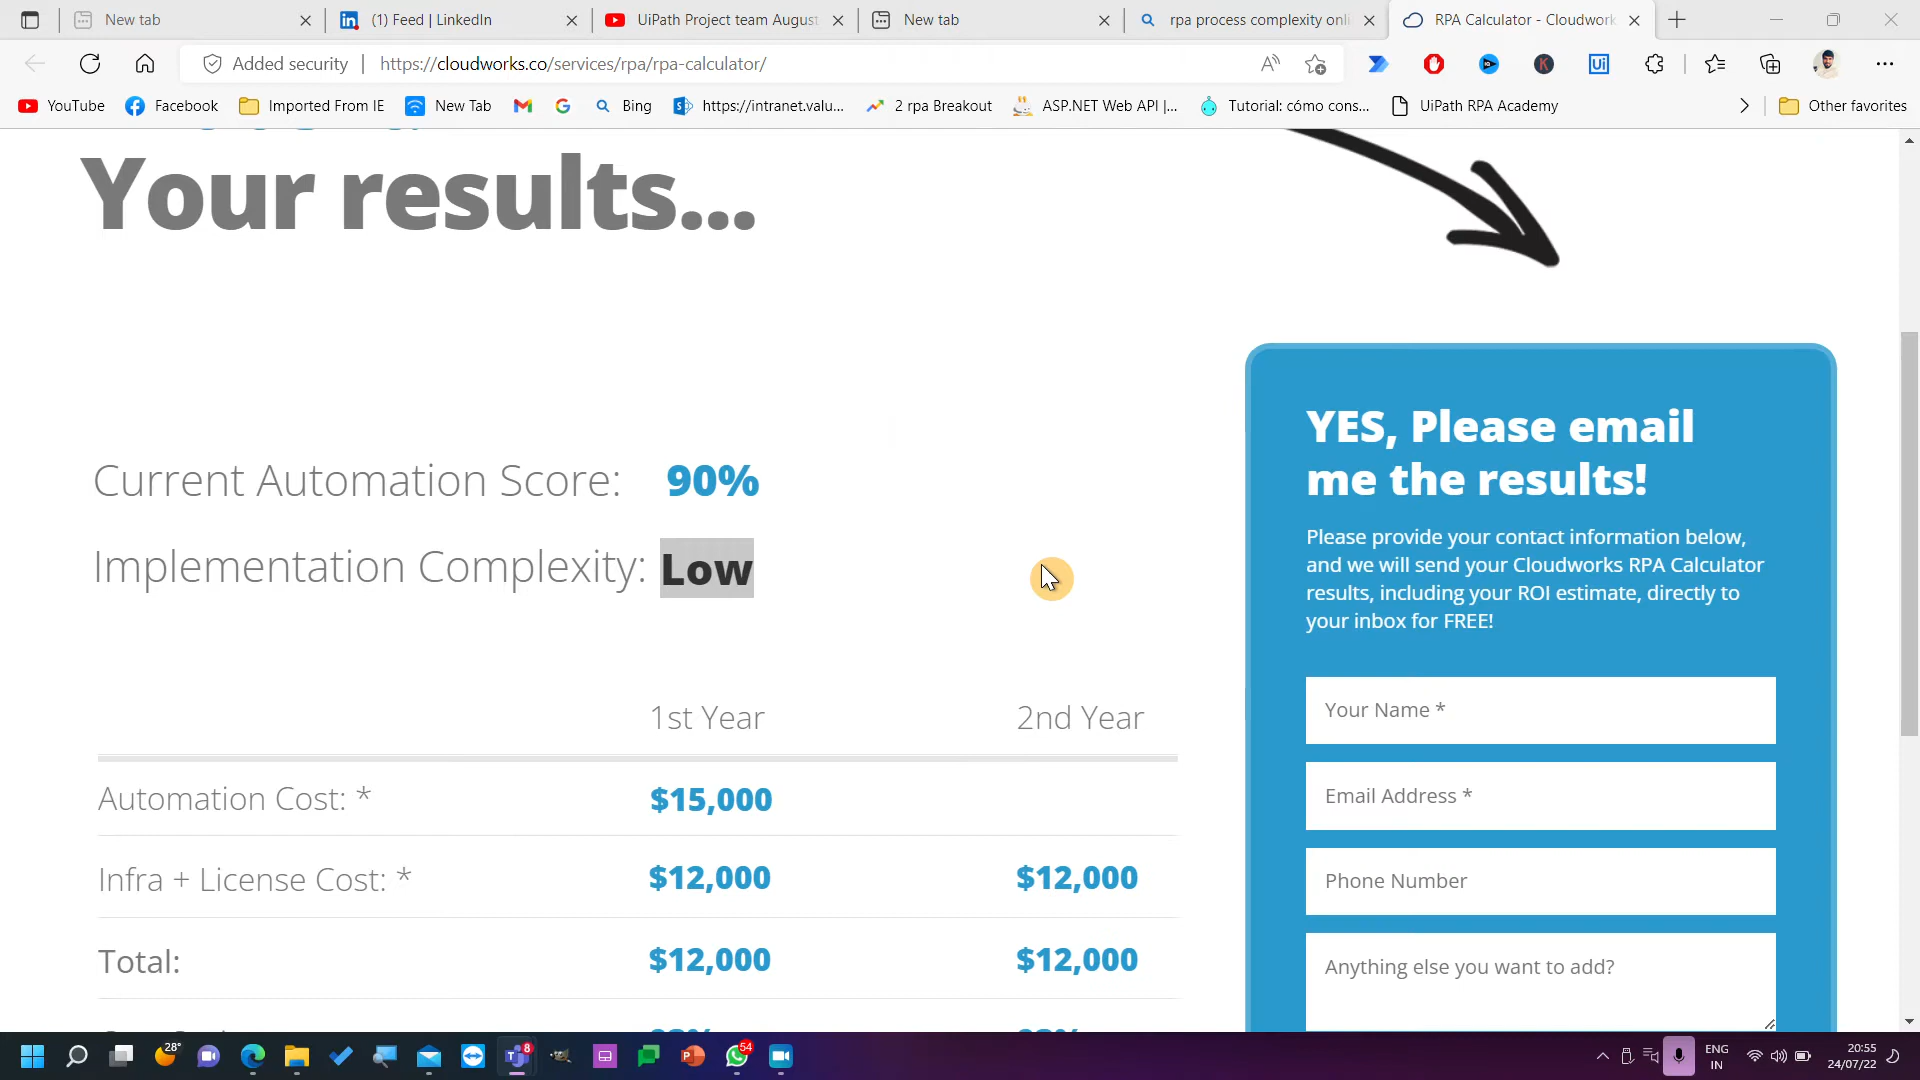 New tab
(1) Feed | LinkedIn
UiPath Project team August
New tab
rpa process complexity onli
RPA Calculator - Cloudwork
Added security
https://cloudworks.co/services/rpa/rpa-calculator/
YouTube
Facebook
Imported From IE
New Tab
Bing
https://intranet.valu...
2 rpa Breakout
ASP.NET Web API |...
Tutorial: cómo cons...
UiPath RPA Academy
Other favorites
Your results...
Current Automation Score: 90%
Implementation Complexity: Low
1st Year 2nd Year
Automation Cost: * $15,000
Infra + License Cost: * $12,000 $12,000
Total: $12,000 $12,000
YES, Please email
me the results!
Please provide your contact information below,
and we will send your Cloudworks RPA Calculator
results, including your ROI estimate, directly to
your inbox for FREE!
Your Name *
Email Address *
Phone Number
Anything else you want to add?
28°
8
54
ENG
IN
20:55
24/07/22